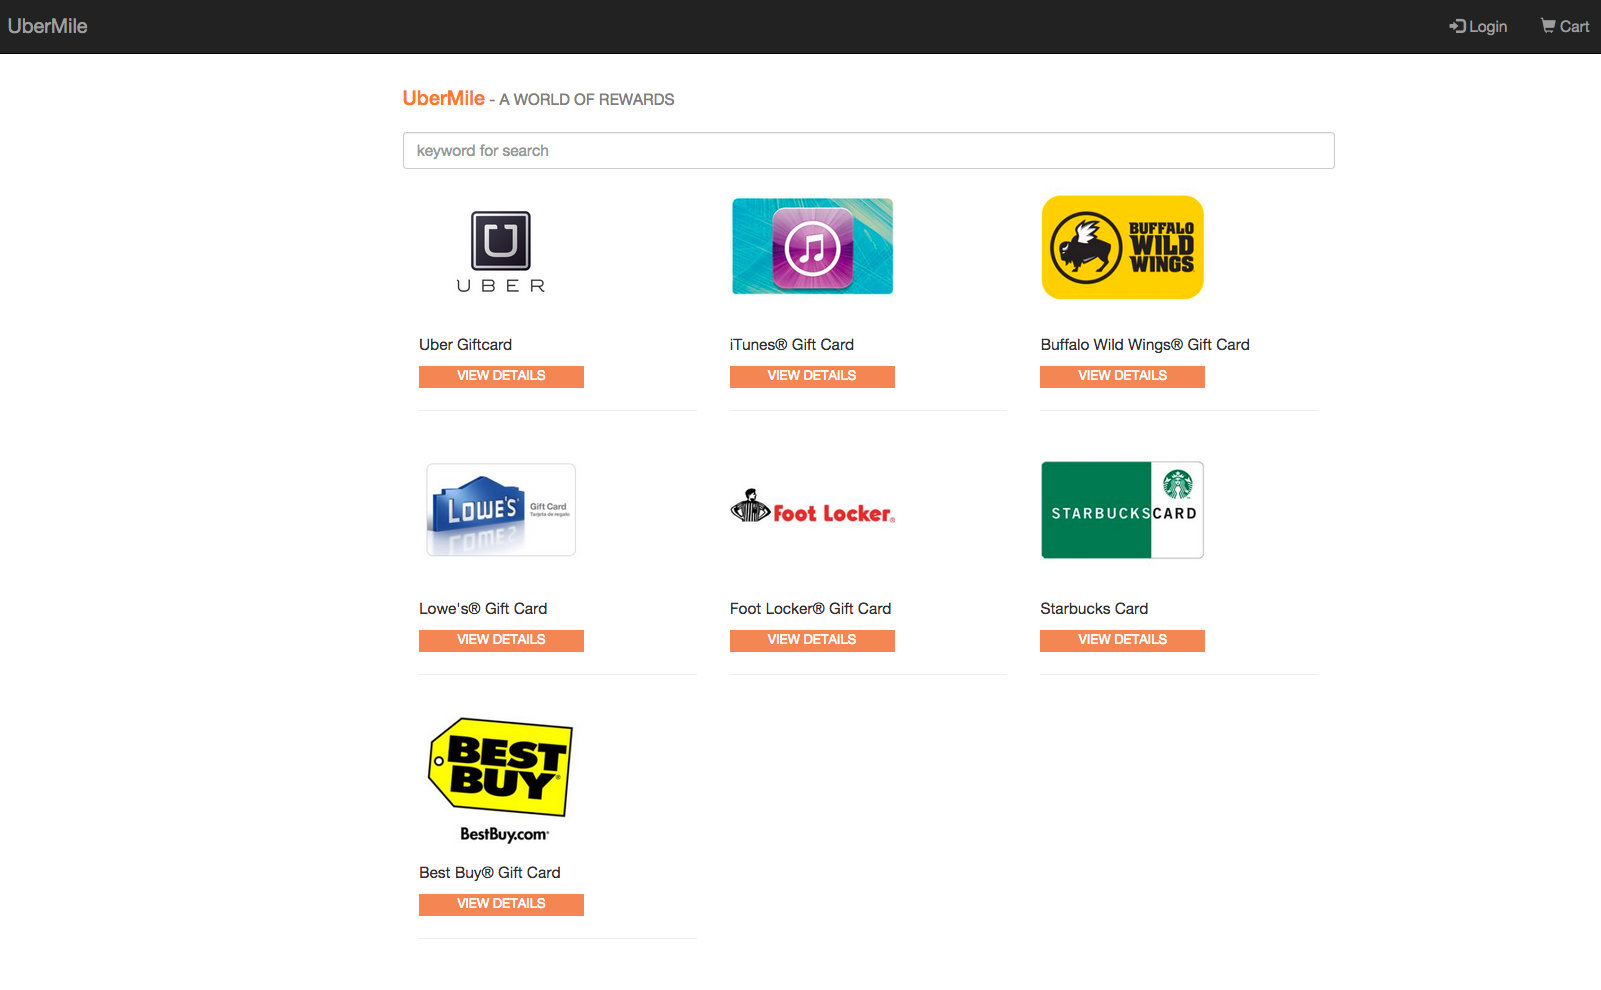 UberMile
Login
Cart
UberMile - A WORLD OF REWARDS
keyword for search
U
UBER
BUFFALO
WILD
WINGS
Uber Giftcard
iTunes® Gift Card
Buffalo Wild Wings® Gift Card
VIEW DETAILS
VIEW DETAILS
VIEW DETAILS
LOWE'S
Gift Card
Tarjeta de regalo
Foot Locker®
STARBUCKS CARD
Lowe's® Gift Card
Foot Locker® Gift Card
Starbucks Card
VIEW DETAILS
VIEW DETAILS
VIEW DETAILS
BEST
BUY®
BestBuy.com®
Best Buy® Gift Card
VIEW DETAILS